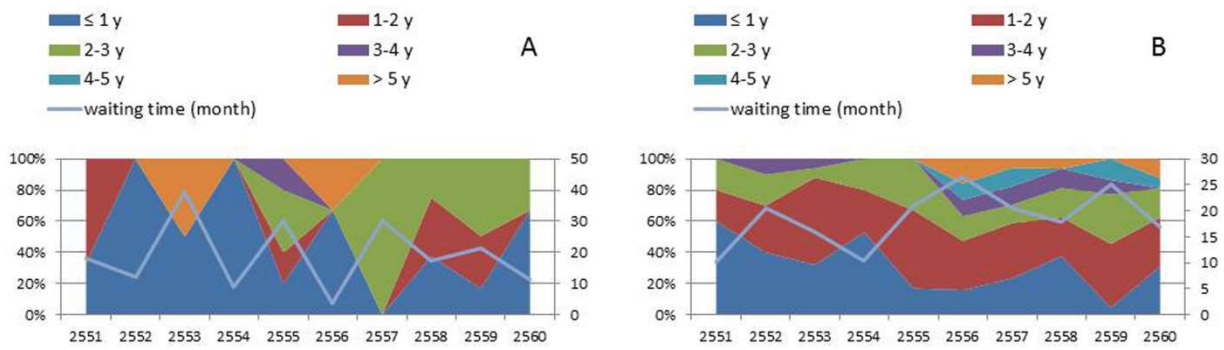 ≤ 1 y 1-2 y
2-3 y 3-4 y
4-5 y > 5 y
waiting time (month)
A
100% 50
80% 40
60% 30
40% 20
20% 10
0% 0
2551 2552 2553 2554 2555 2556 2557 2558 2559 2560
≤ 1 y 1-2 y
2-3 y 3-4 y
4-5 y > 5 y
waiting time (month)
B
100% 30
80% 25
60% 20
40% 15
20% 10
0% 5
0
2551 2552 2553 2554 2555 2556 2557 2558 2559 2560